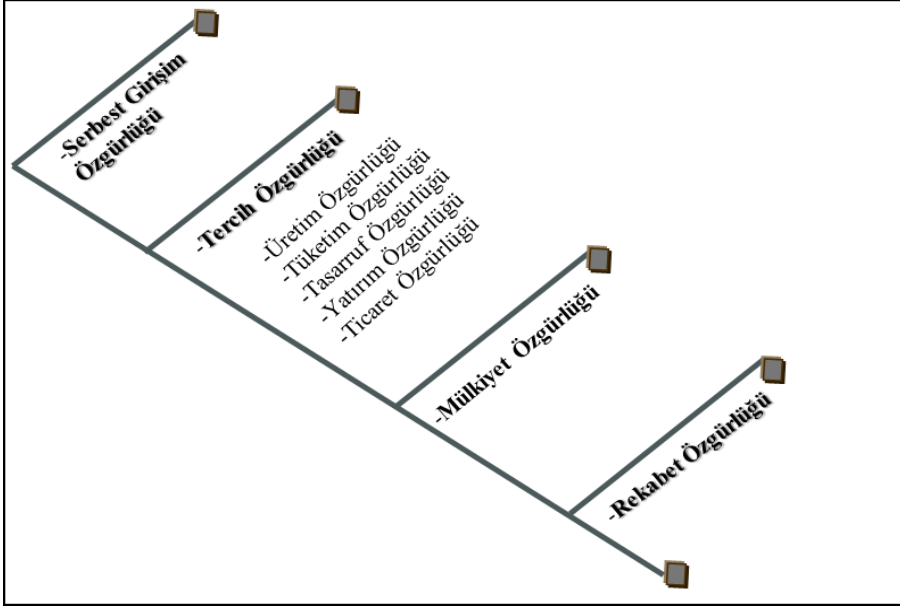 -Serbest Girişim
Özgürlüğü
-Tercih Özgürlüğü
-Üretim Özgürlüğü
-Tüketim Özgürlüğü
-Tasarruf Özgürlüğü
-Yatırım Özgürlüğü
-Ticaret Özgürlüğü
-Mülkiyet Özgürlüğü
-Rekabet Özgürlüğü